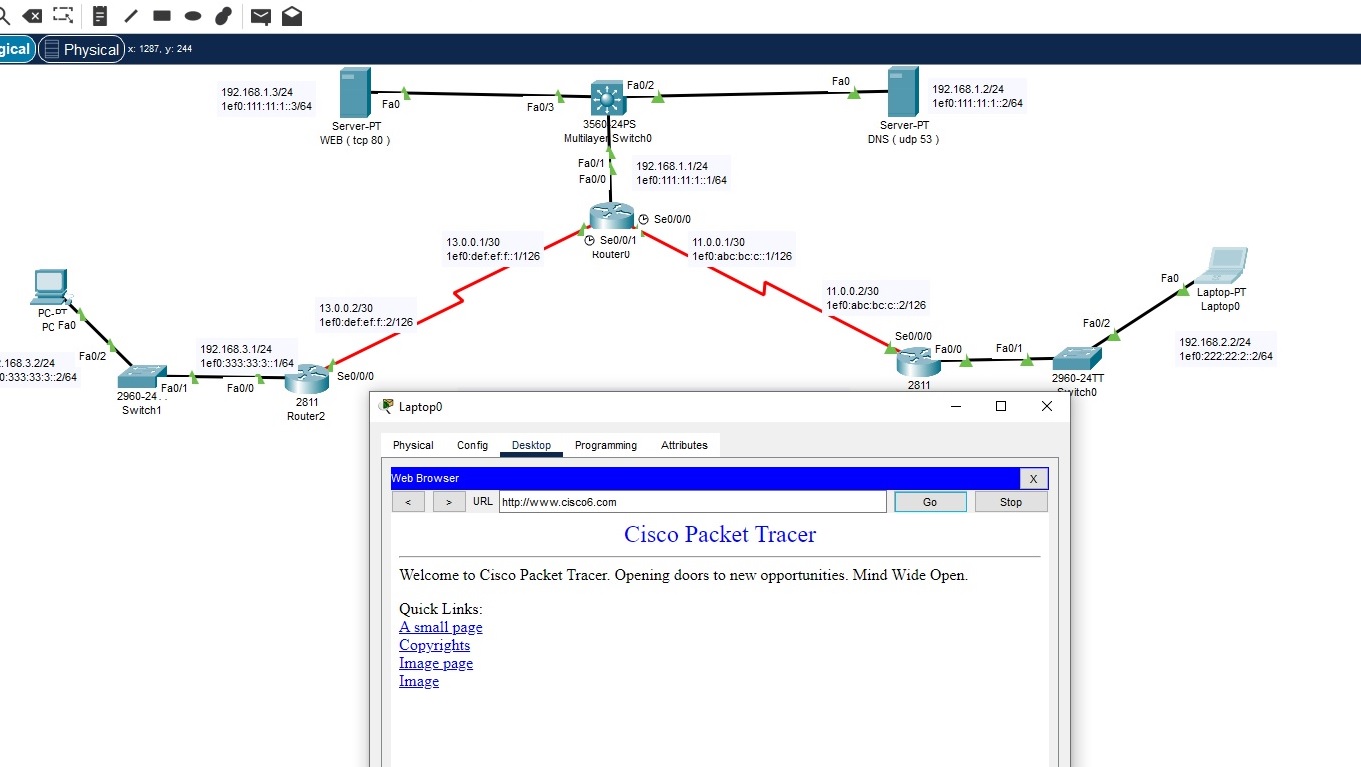 gical Physical x: 1287, y: 244
192.168.1.3/24
1ef0:111:11:1::3/64
Fa0
Server-PT
WEB ( tcp 80 )
Fa0/3
Fa0/2
3560-24PS
Multilayer Switch0
Fa0
192.168.1.2/24
1ef0:111:11:1::2/64
Server-PT
DNS ( udp 53 )
Fa0/1
Fa0/0
192.168.1.1/24
1ef0:111:11:1::1/64
Se0/0/0
Se0/0/1
Router0
13.0.0.1/30
1ef0:def:ef:f::1/126
11.0.0.1/30
1ef0:abc:bc:c::1/126
13.0.0.2/30
1ef0:def:ef:f::2/126
11.0.0.2/30
1ef0:abc:bc:c::2/126
PC-PT
PC Fa0
Fa0/2
.168.3.2/24
0:333:33:3::2/64
192.168.3.1/24
1ef0:333:33:3::1/64
2960-24
Switch1
Fa0/1
Fa0/0
Se0/0/0
2811
Router2
Se0/0/0
Fa0/0
Fa0/1
2811
Fa0/2
2960-24TT
Switch0
Fa0
Laptop-PT
Laptop0
192.168.2.2/24
1ef0:222:22:2::2/64
Laptop0
Physical Config Desktop Programming Attributes
Web Browser X
< > URL http://www.cisco6.com Go Stop
Cisco Packet Tracer
Welcome to Cisco Packet Tracer. Opening doors to new opportunities. Mind Wide Open.
Quick Links:
A small page
Copyrights
Image page
Image